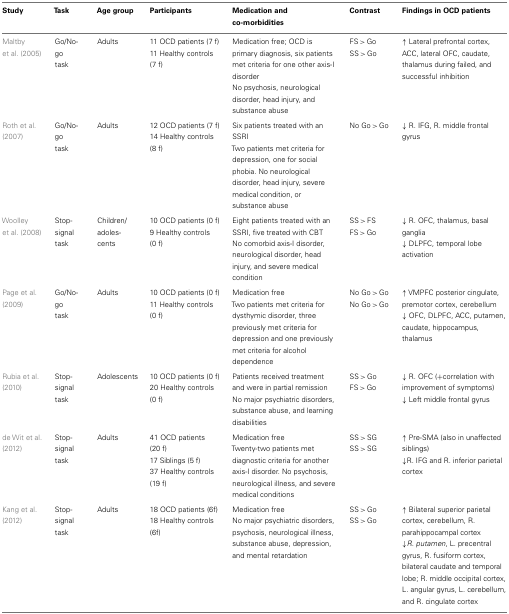 Study Task Age group Participants Medication and co-morbidities Contrast Findings in OCD patients
Maltby et al. (2005) Go/No-go task Adults 11 OCD patients (7 f) 11 Healthy controls (7 f) Medication free; OCD is primary diagnosis, six patients met criteria for one other axis-I disorder No psychosis, neurological disorder, head injury, and substance abuse FS > Go SS > Go ↑ Lateral prefrontal cortex, ACC, lateral OFC, caudate, thalamus during failed, and successful inhibition
Roth et al. (2007) Go/No-go task Adults 12 OCD patients (7 f) 14 Healthy controls (8 f) Six patients treated with an SSRI Two patients met criteria for depression, one for social phobia. No neurological disorder, head injury, severe medical condition, or substance abuse No Go > Go ↓ R. IFG, R. middle frontal gyrus
Woolley et al. (2008) Stop-signal task Children/adoles-cents 10 OCD patients (0 f) 9 Healthy controls (0 f) Eight patients treated with an SSRI, five treated with CBT No comorbid axis-I disorder, neurological disorder, head injury, and severe medical condition SS > FS FS > Go ↓ R. OFC, thalamus, basal ganglia ↓ DLPFC, temporal lobe activation
Page et al. (2009) Go/No-go task Adults 10 OCD patients (0 f) 11 Healthy controls (0 f) Medication free Two patients met criteria for dysthymic disorder, three previously met criteria for depression and one previously met criteria for alcohol dependence No Go > Go No Go > Go ↑ VMPFC posterior cingulate, premotor cortex, cerebellum ↓ OFC, DLPFC, ACC, putamen, caudate, hippocampus, thalamus
Rubia et al. (2010) Stop-signal task Adolescents 10 OCD patients (0 f) 20 Healthy controls (0 f) Patients received treatment and were in partial remission No major psychiatric disorders, substance abuse, and learning disabilities SS > Go FS > Go ↓ R. OFC (+correlation with improvement of symptoms) ↓ Left middle frontal gyrus
de Wit et al. (2012) Stop-signal task Adults 41 OCD patients (20 f) 17 Siblings (5 f) 37 Healthy controls (19 f) Medication free Twenty-two patients met diagnostic criteria for another axis-I disorder. No psychosis, neurological illness, and severe medical conditions SS > SG SS > SG ↑ Pre-SMA (also in unaffected siblings) ↓R. IFG and R. inferior parietal cortex
Kang et al. (2012) Stop-signal task Adults 18 OCD patients (6f) 18 Healthy controls (6f) Medication free No major psychiatric disorders, psychosis, neurological illness, substance abuse, depression, and mental retardation SS > Go SS > Go ↑ Bilateral superior parietal cortex, cerebellum, R. parahippocampal cortex ↓R. putamen, L. precentral gyrus, R. fusiform cortex, bilateral caudate and temporal lobe; R. middle occipital cortex, L. angular gyrus, L. cerebellum, and R. cingulate cortex